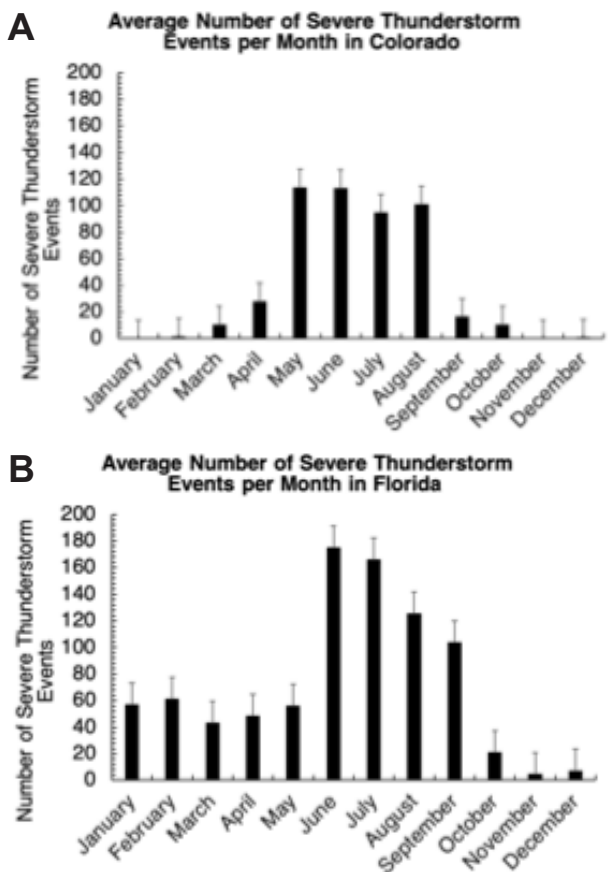 A
Average Number of Severe Thunderstorm
Events per Month in Colorado
Number of Severe Thunderstorm
Events
200
180
160
140
120
100
80
60
40
20
0
January
February
March
April
May
June
July
August
September
October
November
December
B
Average Number of Severe Thunderstorm
Events per Month in Florida
Number of Severe Thunderstorm
Events
200
180
160
140
120
100
80
60
40
20
0
January
February
March
April
May
June
July
August
September
October
November
December